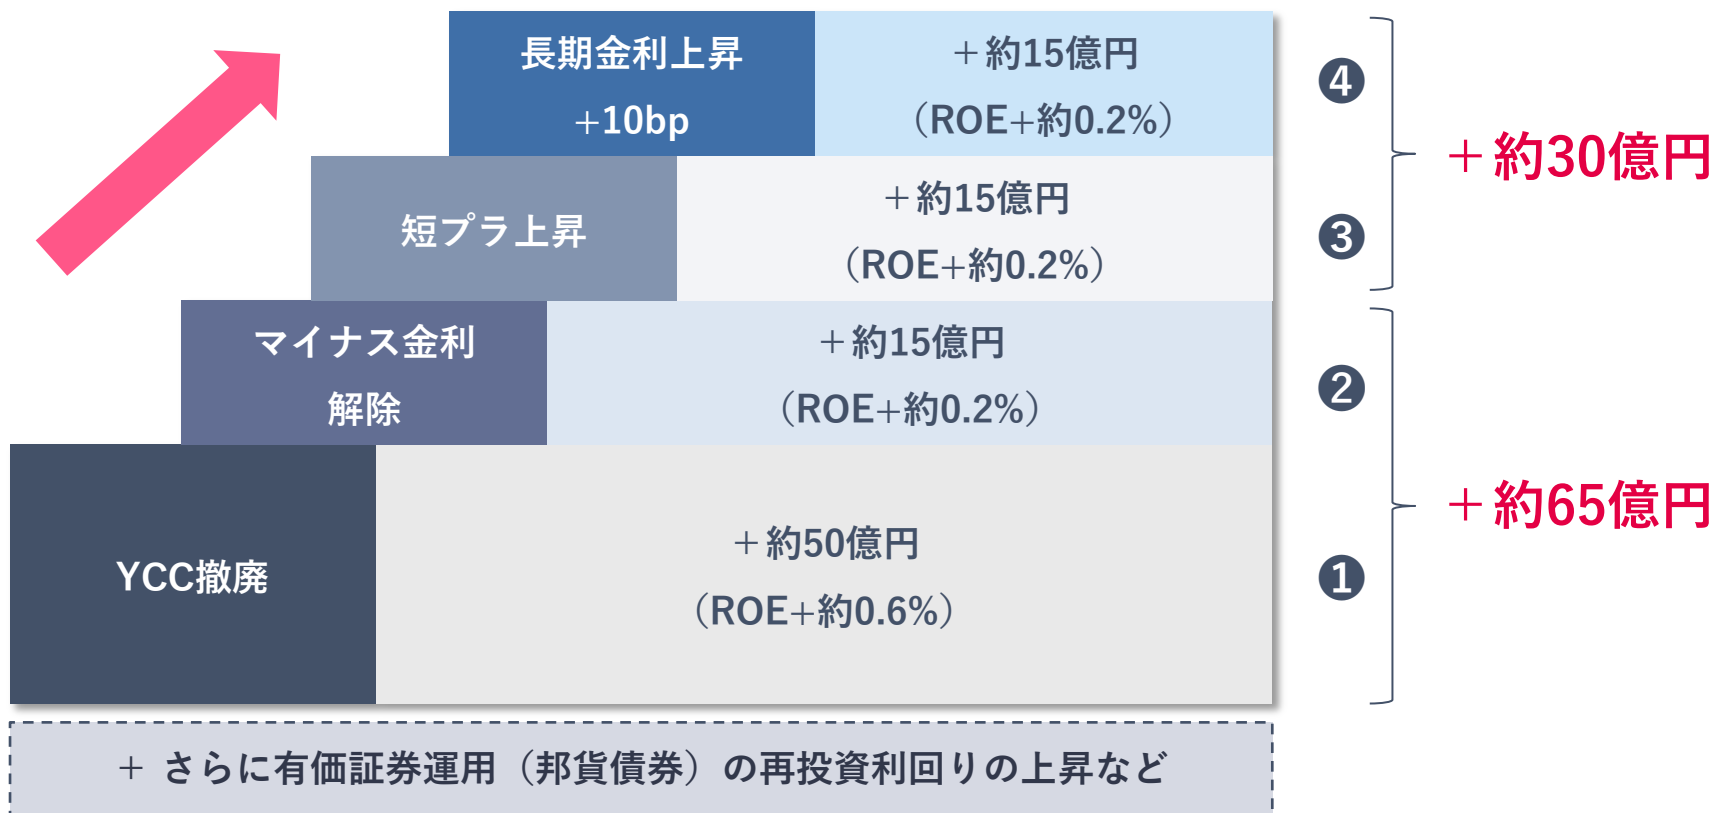 長期金利上昇
+10bp
+約15億円
（ROE+約0.2%）
❹
短プラ上昇
+約15億円
（ROE+約0.2%）
❸
+約30億円
マイナス金利
解除
+約15億円
（ROE+約0.2%）
❷
YCC撤廃
+約50億円
（ROE+約0.6%）
❶
+約65億円
+ さらに有価証券運用（邦貨債券）の再投資利回りの上昇など